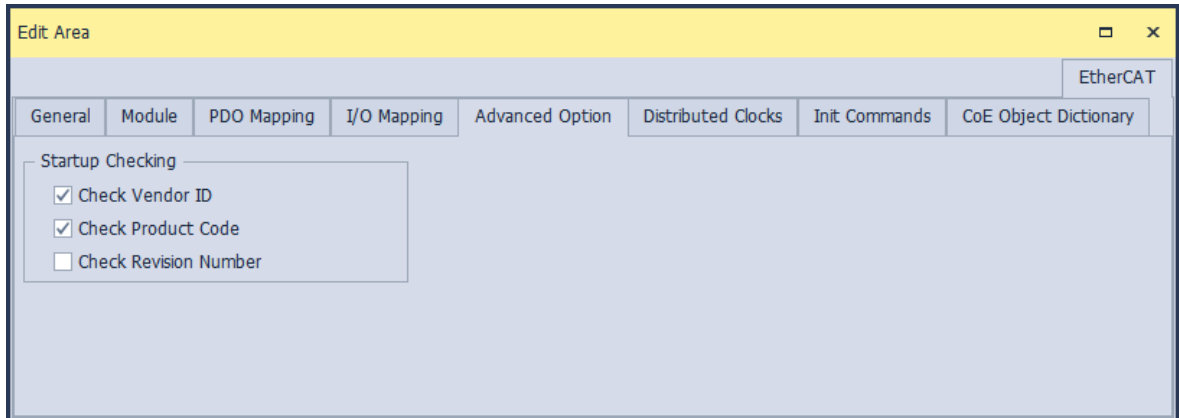 Edit Area
EtherCAT
General Module PDO Mapping I/O Mapping Advanced Option Distributed Clocks Init Commands CoE Object Dictionary
Startup Checking
Check Vendor ID
Check Product Code
Check Revision Number